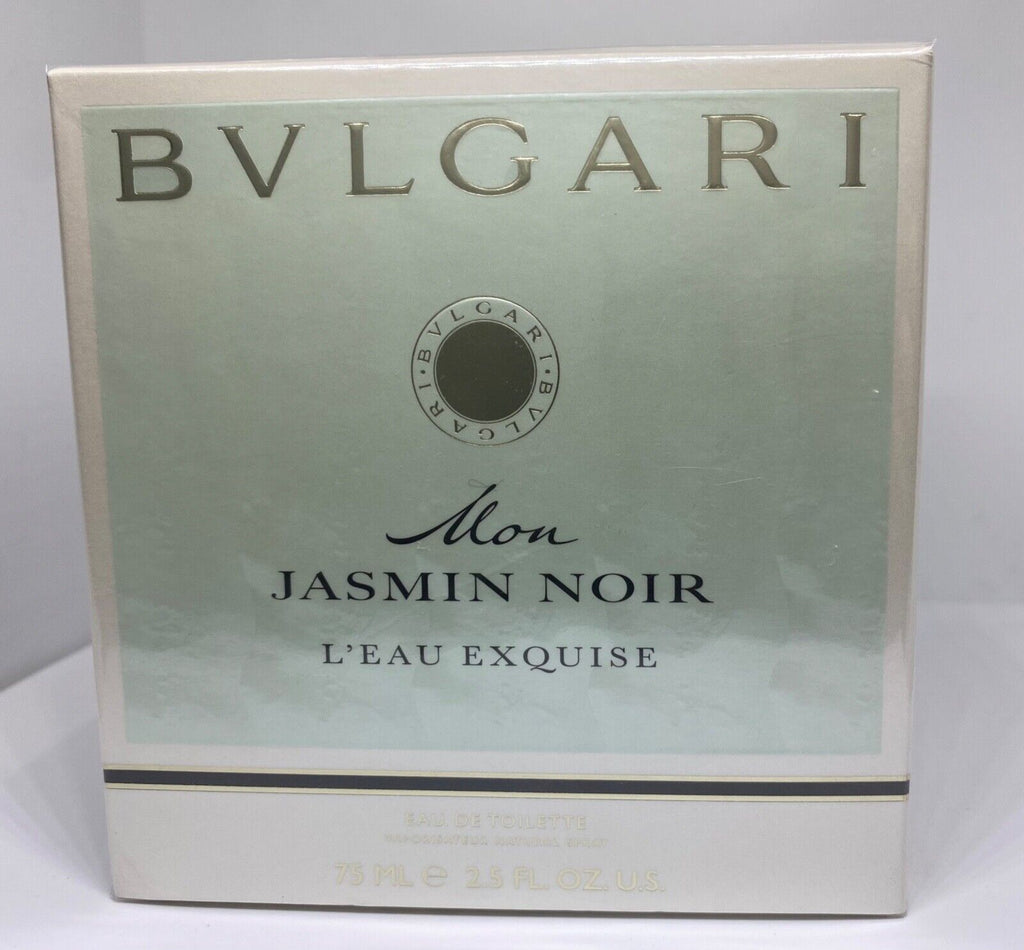 BVLGARI
BVLGARI • BVLGARI •
Mon
JASMIN NOIR
L'EAU EXQUISE
EAU DE TOILETTE
VAPORISATEUR NATUREL SPRAY
75 ML ℮ 2.5 FL. OZ. U.S.